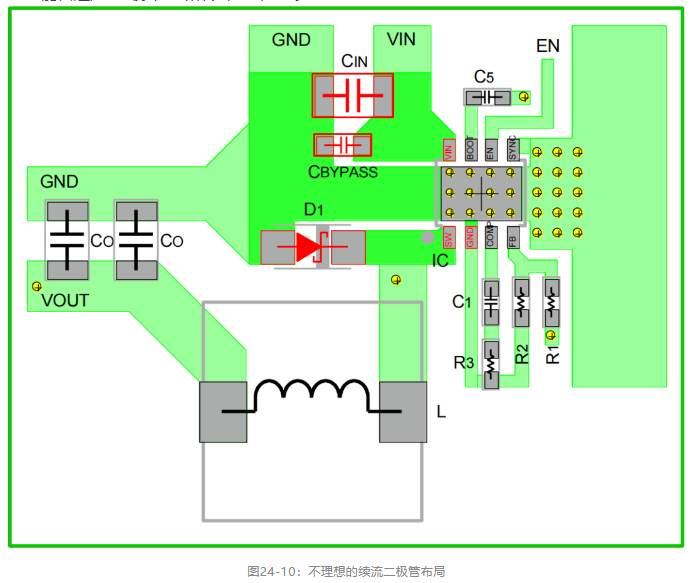 GND
VIN
CIN
EN
C5
CBYPASS
VIN
BOOT
EN
SYNC
GND
D1
CO
CO
SW
GND
COMP
FB
IC
VOUT
C1
R2
R1
R3
L
图24-10：不理想的续流二极管布局